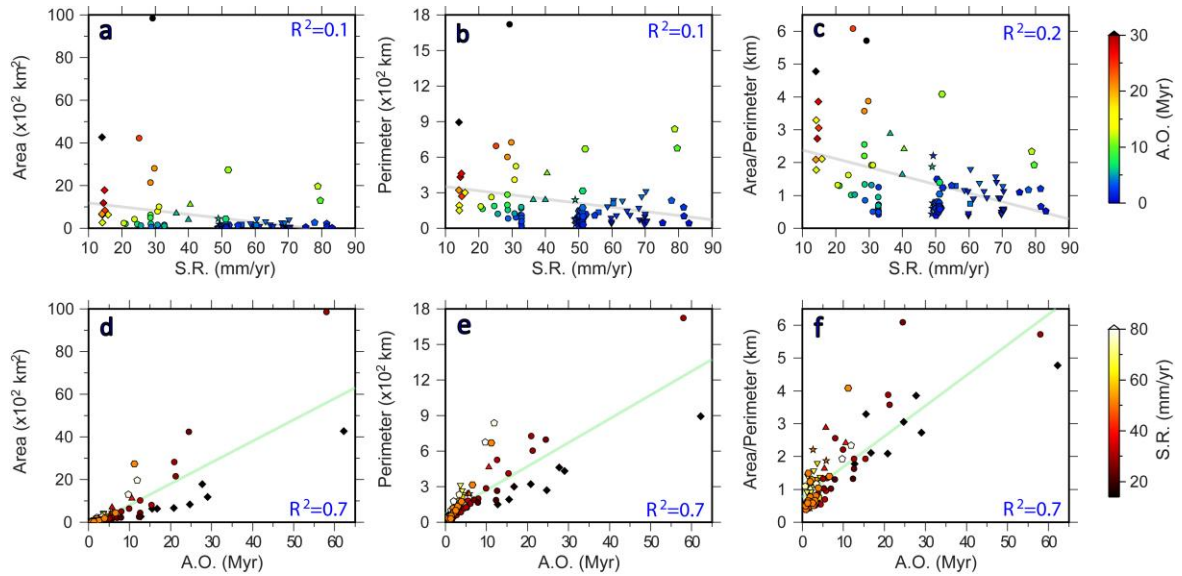 a
R²=0.1
Area (x10² km²)
100
80
60
40
20
0
10 20 30 40 50 60 70 80 90
S.R. (mm/yr)
b
R²=0.1
Perimeter (x10² km)
18
15
12
9
6
3
0
10 20 30 40 50 60 70 80 90
S.R. (mm/yr)
c
R²=0.2
Area/Perimeter (km)
6
5
4
3
2
1
0
10 20 30 40 50 60 70 80 90
S.R. (mm/yr)
30
20
10
0
A.O. (Myr)
d
R²=0.7
Area (x10² km²)
100
80
60
40
20
0
0 10 20 30 40 50 60
A.O. (Myr)
e
R²=0.7
Perimeter (x10² km)
18
15
12
9
6
3
0
0 10 20 30 40 50 60
A.O. (Myr)
f
R²=0.7
Area/Perimeter (km)
6
5
4
3
2
1
0
0 10 20 30 40 50 60
A.O. (Myr)
80
60
40
20
S.R. (mm/yr)